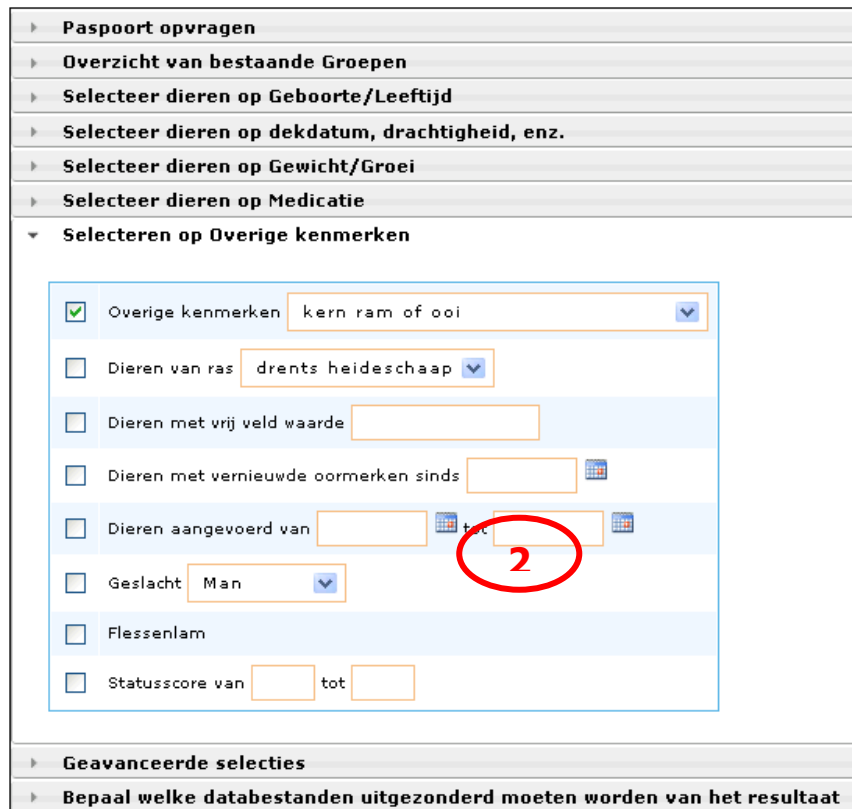 Paspoort opvragen
Overzicht van bestaande Groepen
Selecteer dieren op Geboorte/Leeftijd
Selecteer dieren op dekdatum, drachtigheid, enz.
Selecteer dieren op Gewicht/Groei
Selecteer dieren op Medicatie
Selecteren op Overige kenmerken
Overige kenmerken kern ram of ooi
Dieren van ras drents heideschaap
Dieren met vrij veld waarde
Dieren met vernieuwde oormerken sinds
Dieren aangevoerd van tot
2
Geslacht Man
Flessenlam
Statusscore van tot
Geavanceerde selecties
Bepaal welke databestanden uitgezonderd moeten worden van het resultaat